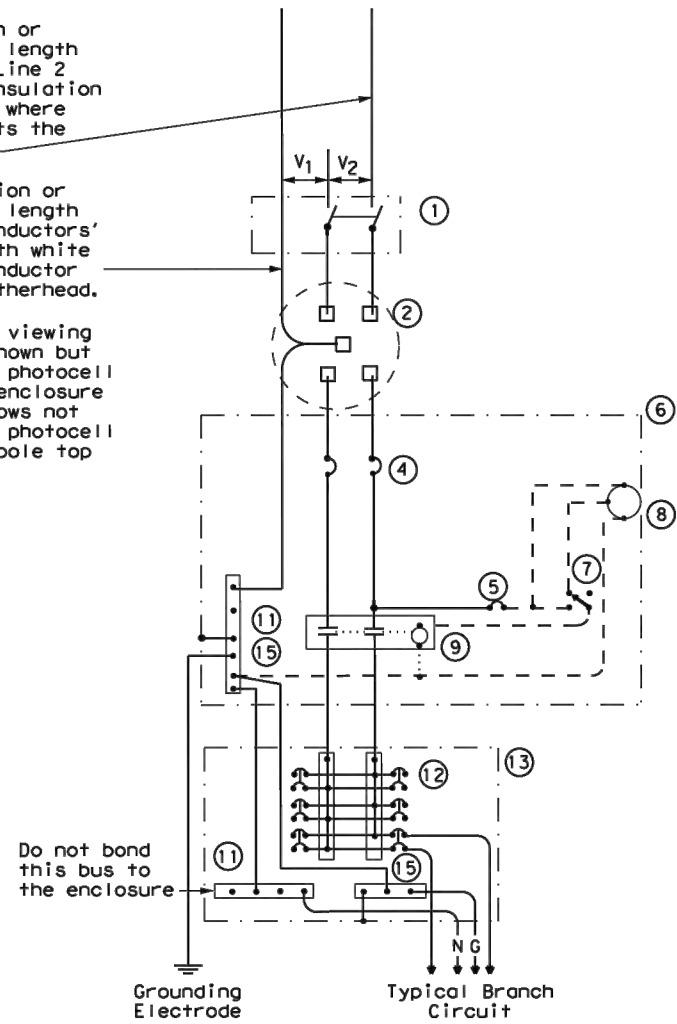 n or
length
Line 2
nsulation
where
ts the
V1
V2
ion or
length
nductors'
th white
nductor
therhead.
1
2
viewing
hown but
photocell
enclosure
ows not
photocell
pole top
6
4
8
5
7
11
15
9
13
12
Do not bond
this bus to
the enclosure
11
15
N G
Grounding
Electrode
Typical Branch
Circuit